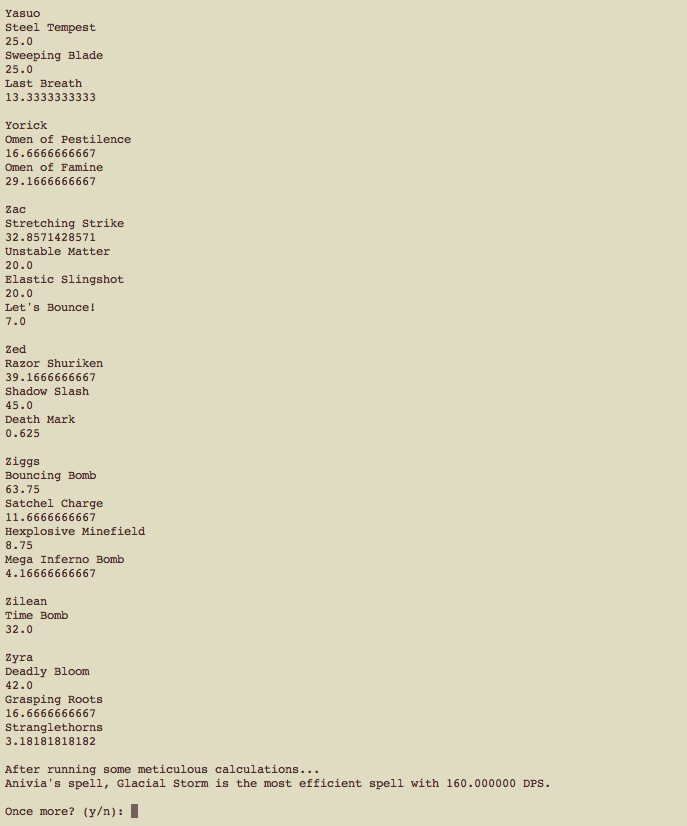 Yasuo
Steel Tempest
25.0
Sweeping Blade
25.0
Last Breath
13.3333333333

Yorick
Omen of Pestilence
16.6666666667
Omen of Famine
29.1666666667

Zac
Stretching Strike
32.8571428571
Unstable Matter
20.0
Elastic Slingshot
20.0
Let's Bounce!
7.0

Zed
Razor Shuriken
39.1666666667
Shadow Slash
45.0
Death Mark
0.625

Ziggs
Bouncing Bomb
63.75
Satchel Charge
11.6666666667
Hexplosive Minefield
8.75
Mega Inferno Bomb
4.16666666667

Zilean
Time Bomb
32.0

Zyra
Deadly Bloom
42.0
Grasping Roots
16.6666666667
Stranglethorns
3.18181818182

After running some meticulous calculations...
Anivia's spell, Glacial Storm is the most efficient spell with 160.000000 DPS.

Once more? (y/n):